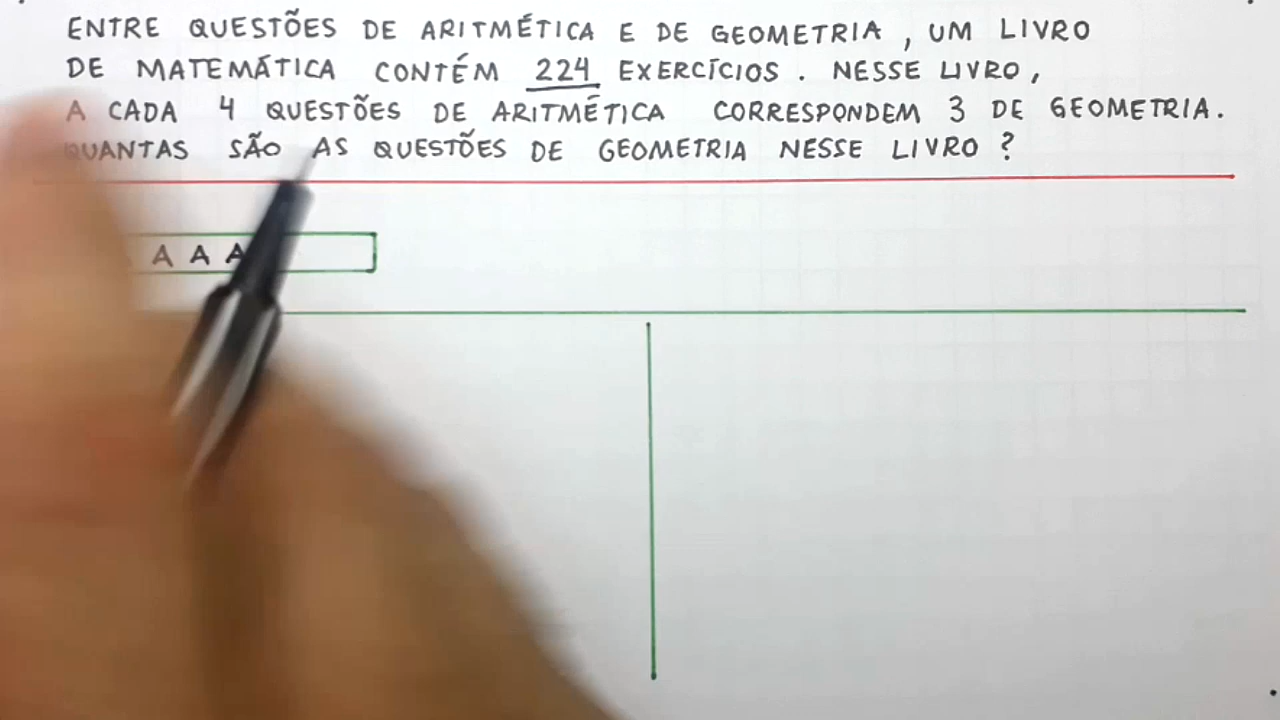 ENTRE QUESTÕES DE ARITMÉTICA E DE GEOMETRIA, UM LIVRO
DE MATEMÁTICA CONTÉM 224 EXERCÍCIOS. NESSE LIVRO,
A CADA 4 QUESTÕES DE ARITMÉTICA CORRESPONDEM 3 DE GEOMETRIA.
QUANTAS SÃO AS QUESTÕES DE GEOMETRIA NESSE LIVRO?
A A A